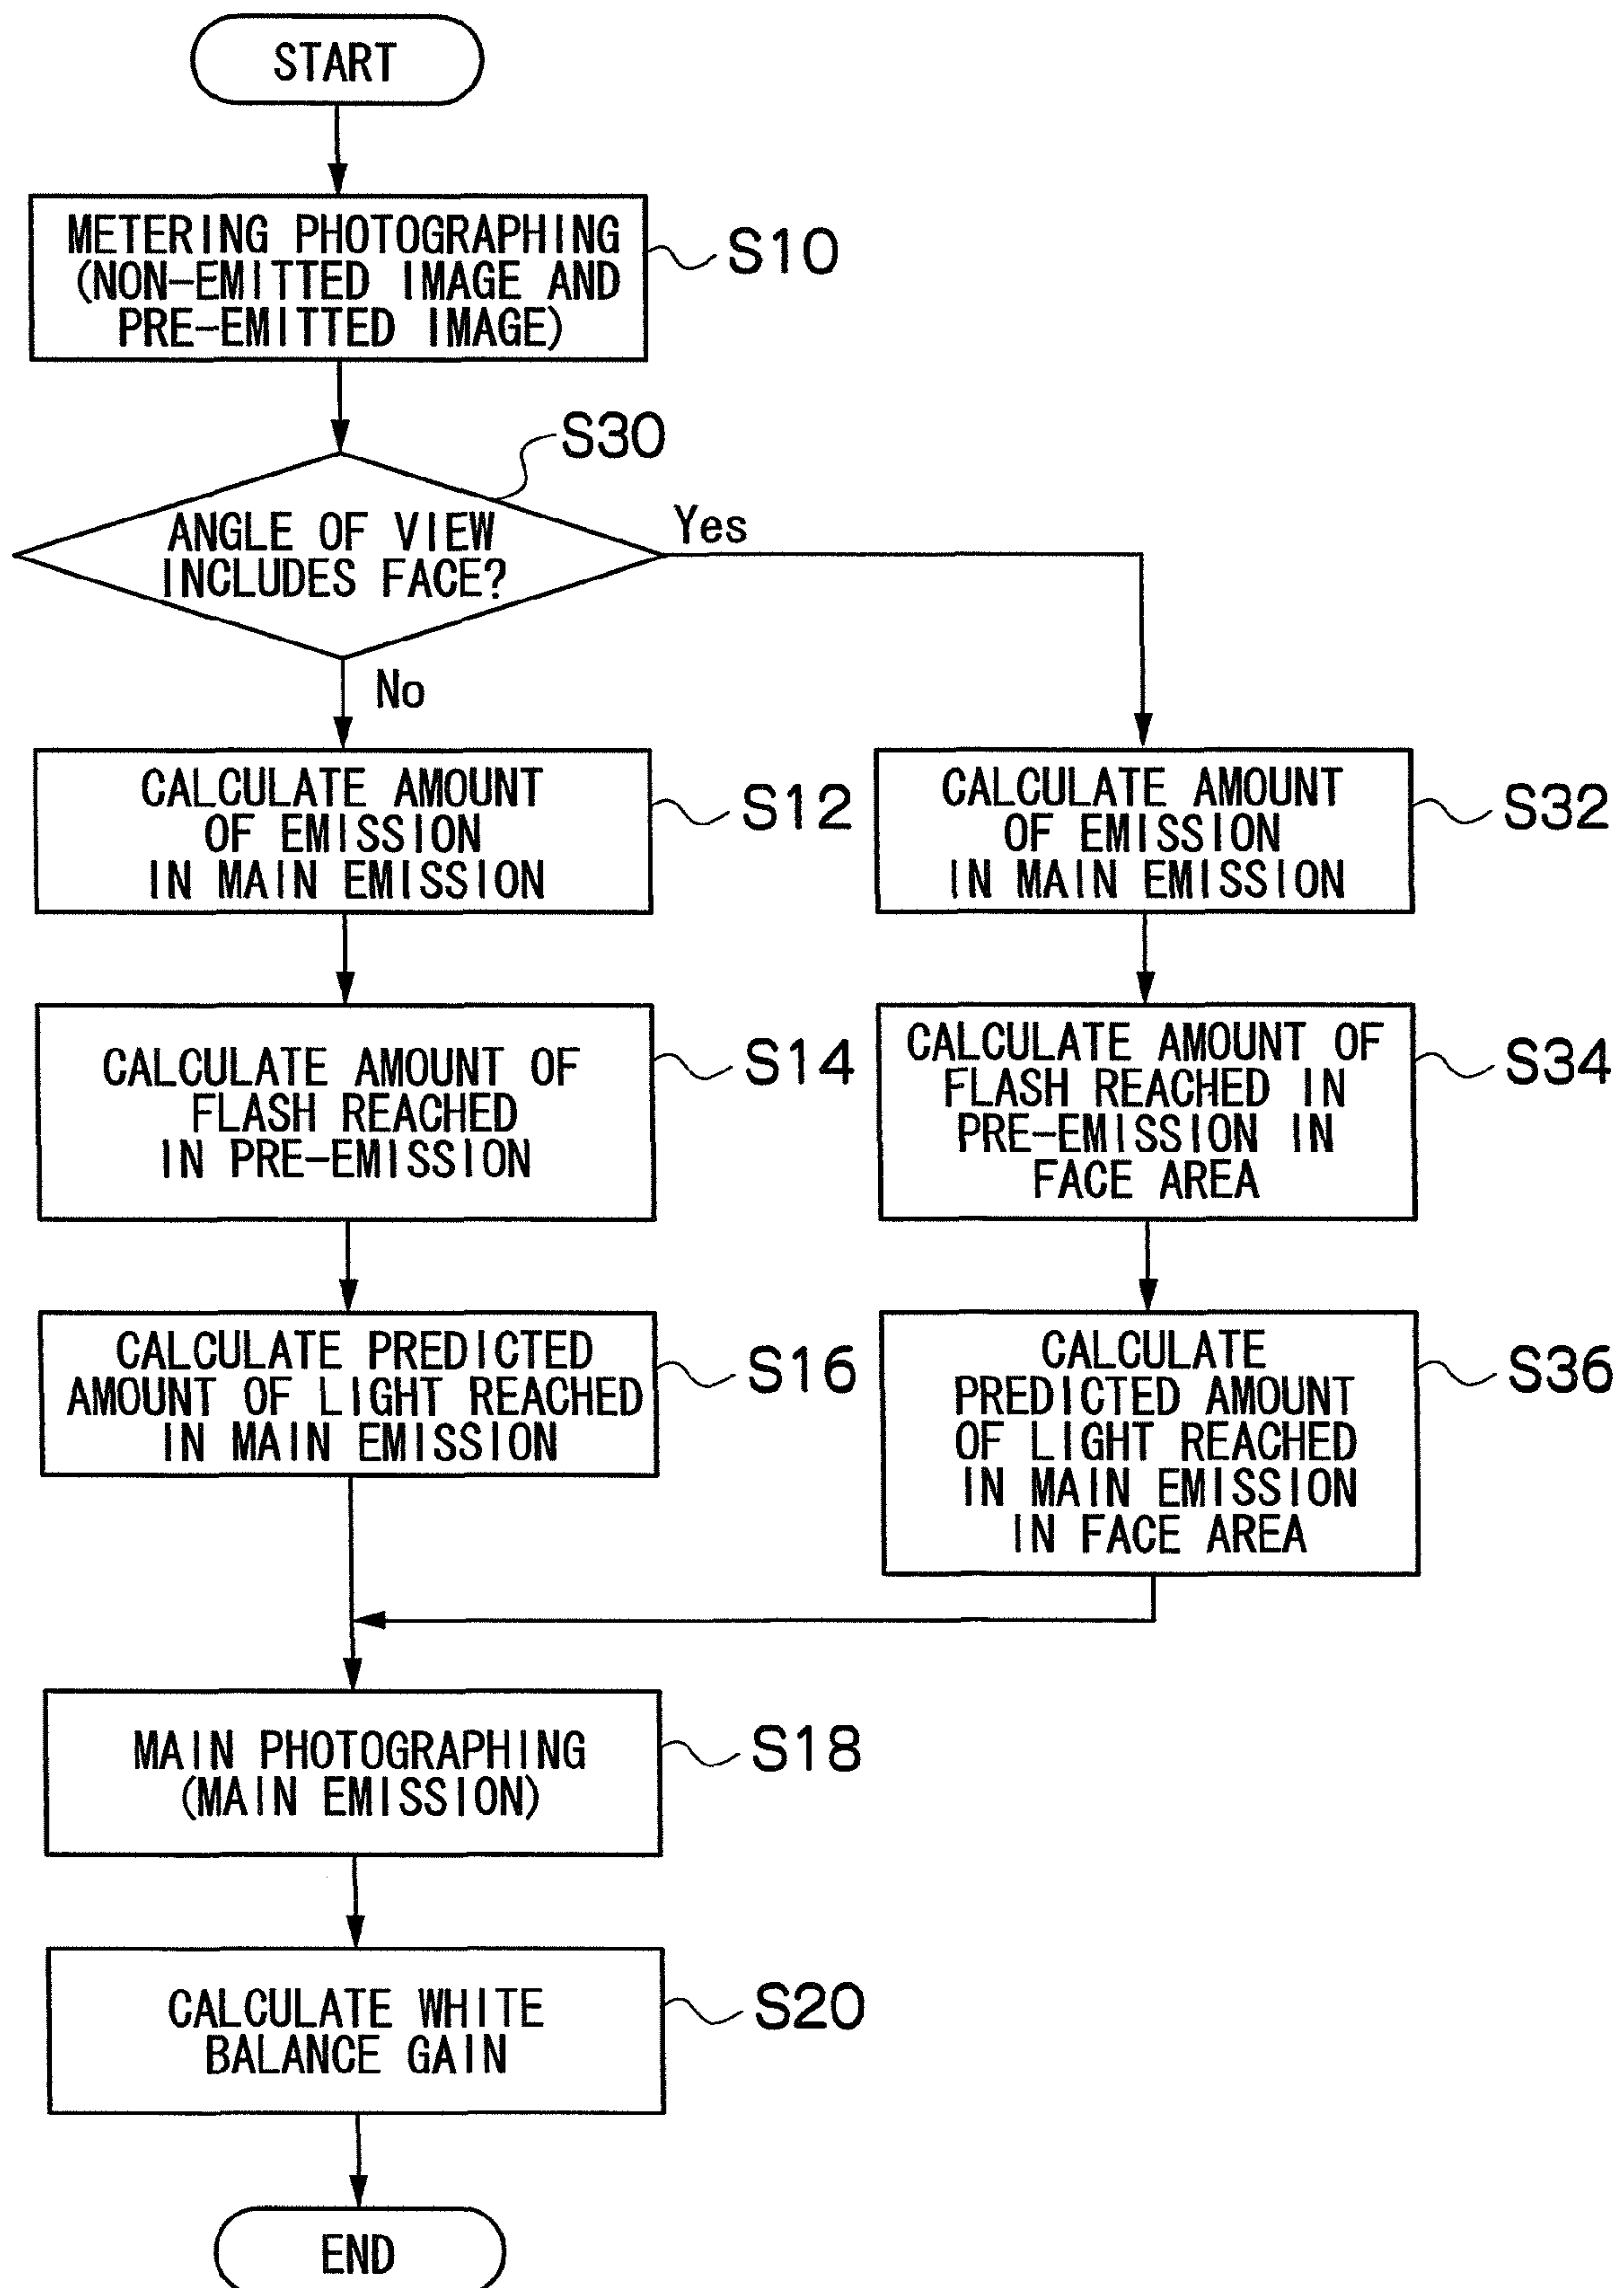 START
METERING PHOTOGRAPHING
(NON-EMITTED IMAGE AND
PRE-EMITTED IMAGE)
S10
S30
ANGLE OF VIEW
INCLUDES FACE?
Yes
No
CALCULATE AMOUNT
OF EMISSION
IN MAIN EMISSION
S12
CALCULATE AMOUNT
OF EMISSION
IN MAIN EMISSION
S32
CALCULATE AMOUNT OF
FLASH REACHED
IN PRE-EMISSION
S14
CALCULATE AMOUNT OF
FLASH REACHED IN
PRE-EMISSION IN
FACE AREA
S34
CALCULATE PREDICTED
AMOUNT OF LIGHT REACHED
IN MAIN EMISSION
S16
CALCULATE
PREDICTED AMOUNT
OF LIGHT REACHED
IN MAIN EMISSION
IN FACE AREA
S36
MAIN PHOTOGRAPHING
(MAIN EMISSION)
S18
CALCULATE WHITE
BALANCE GAIN
S20
END